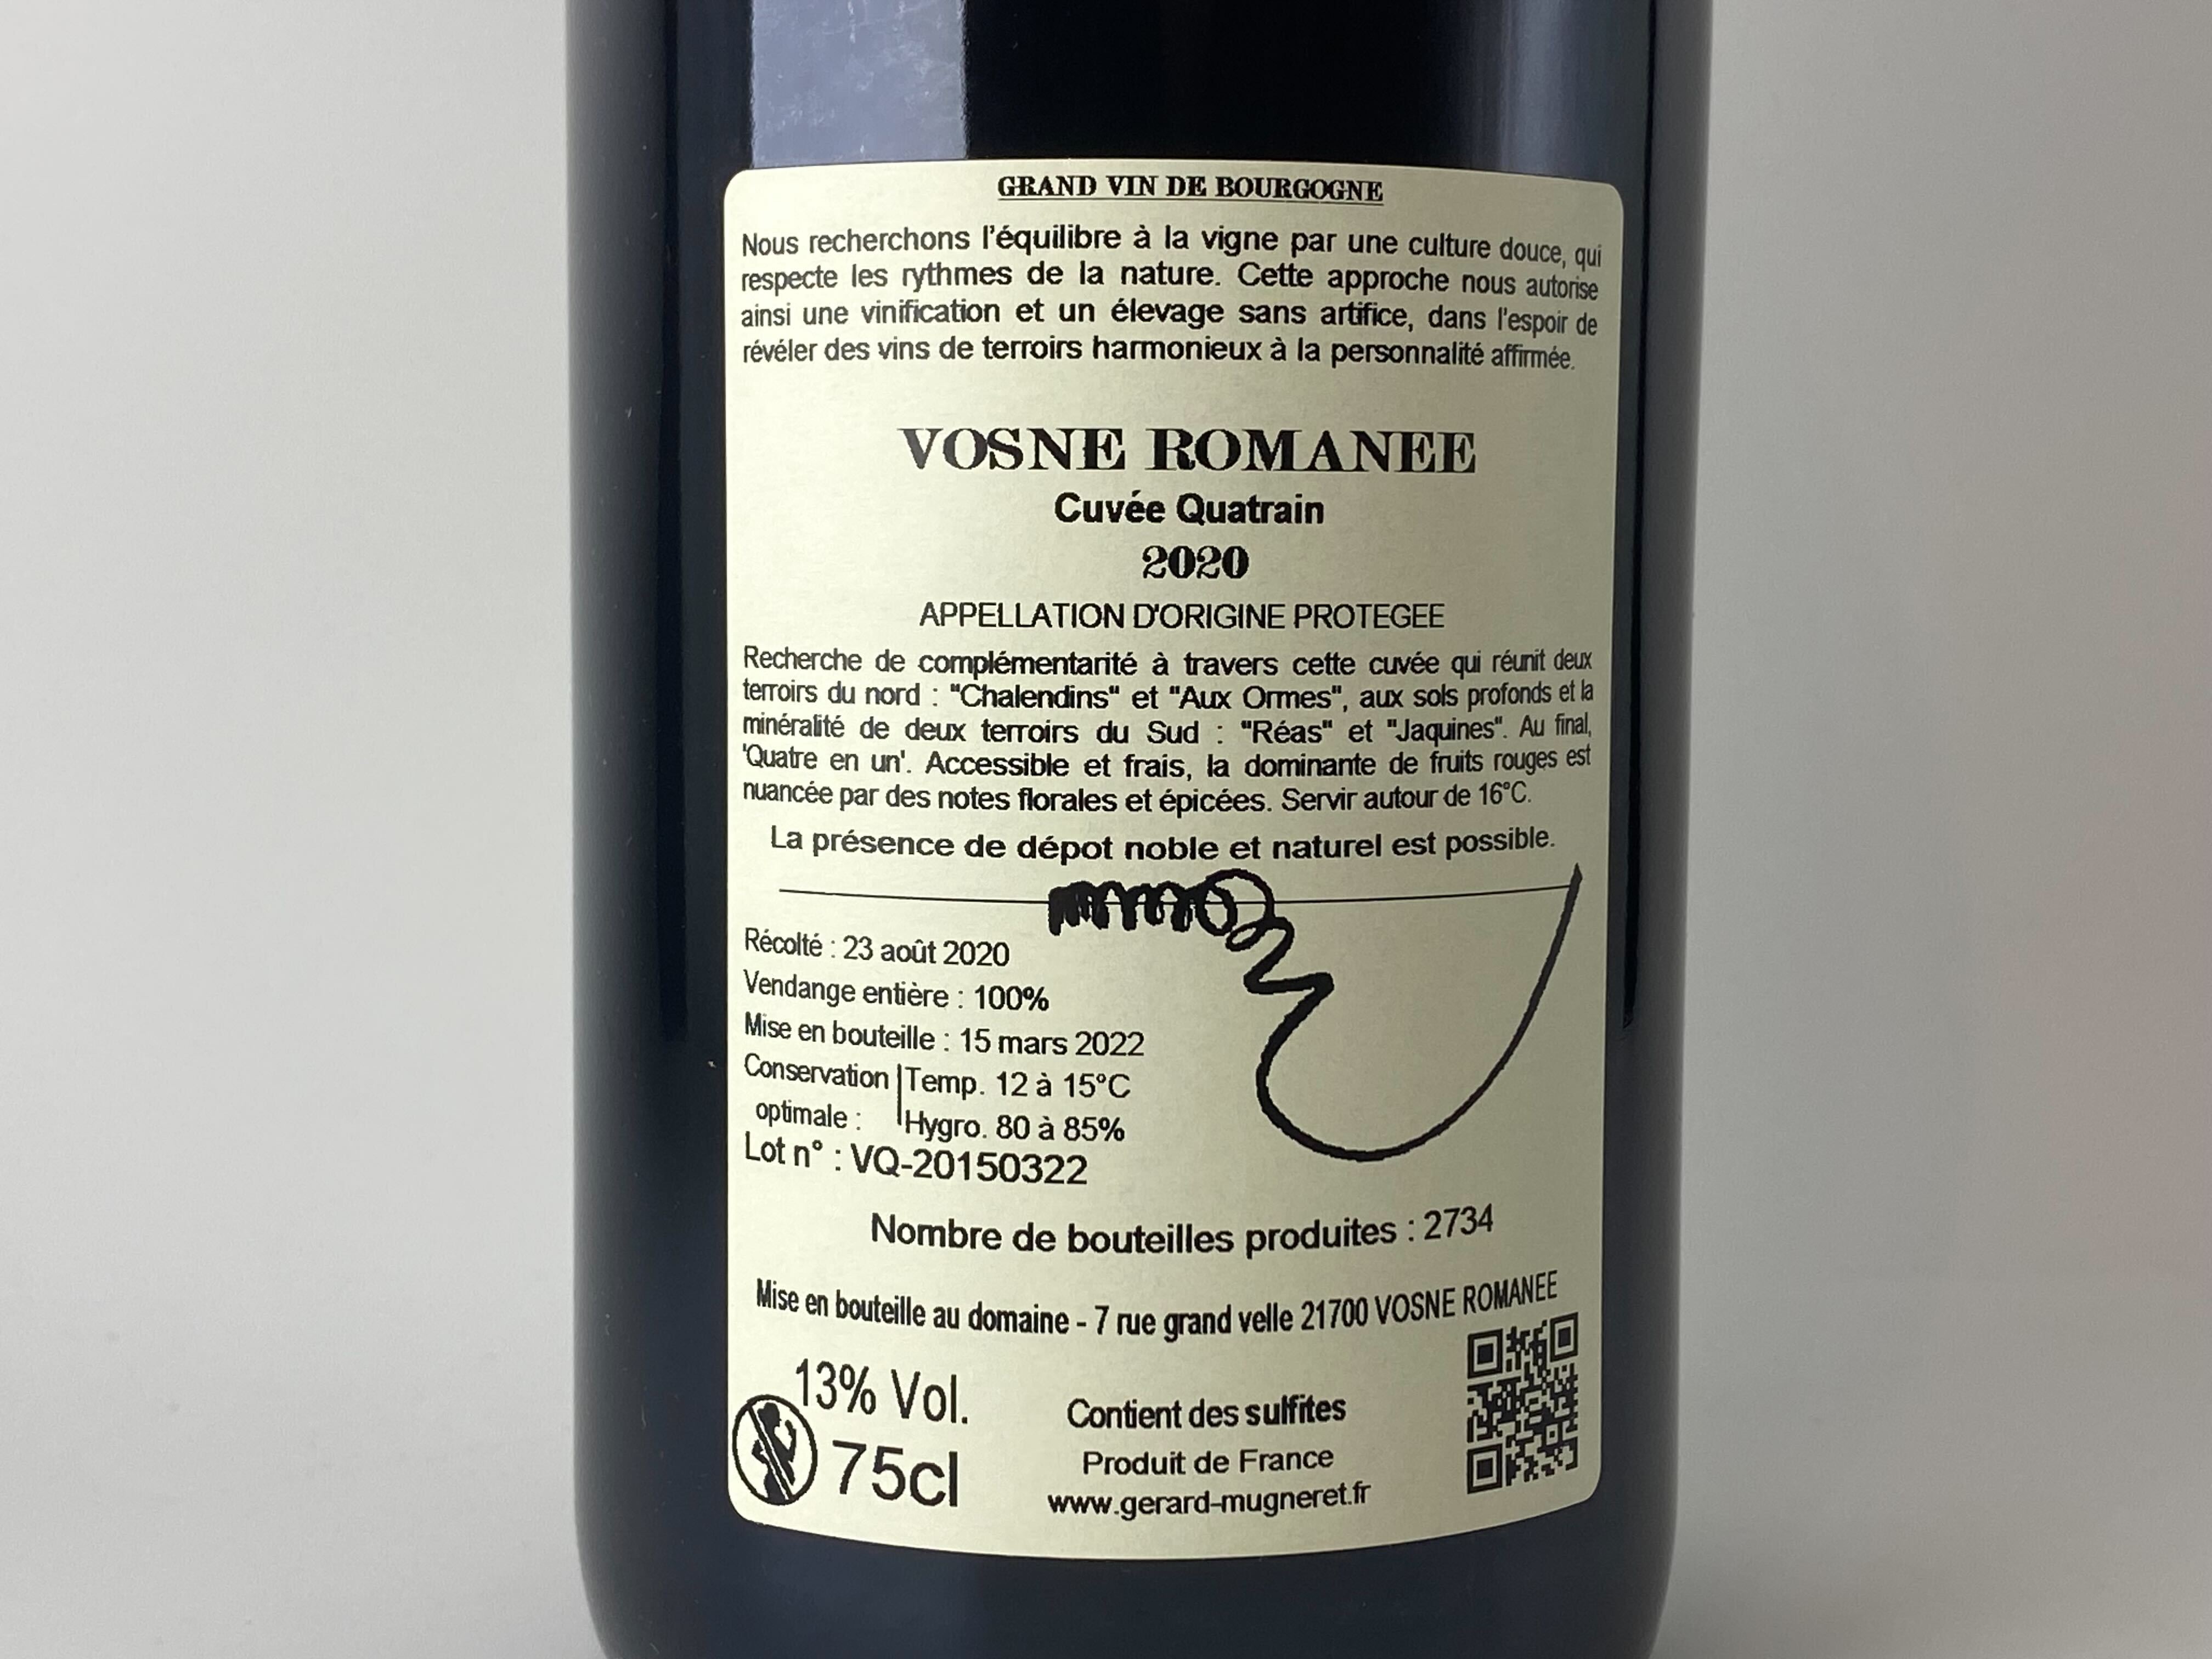 GRAND VIN DE BOURGOGNE
Nous recherchons l'équilibre à la vigne par une culture douce, qui
respecte les rythmes de la nature. Cette approche nous autorise
ainsi une vinification et un élevage sans artifice, dans l'espoir de
révéler des vins de terroirs harmonieux à la personnalité affirmée.
VOSNE ROMANEE
Cuvée Quatrain
2020
APPELLATION D'ORIGINE PROTEGEE
Recherche de complémentarité à travers cette cuvée qui réunit deux
terroirs du nord : "Chalendins" et "Aux Ormes", aux sols profonds et la
minéralité de deux terroirs du Sud : "Réas" et "Jaquines". Au final,
'Quatre en un'. Accessible et frais, la dominante de fruits rouges est
nuancée par des notes florales et épicées. Servir autour de 16°C.
La présence de dépot noble et naturel est possible.
Récolté : 23 août 2020
Vendange entière : 100%
Mise en bouteille : 15 mars 2022
Conservation Temp. 12 à 15°C
optimale : Hygro. 80 à 85%
Lot n° : VQ-20150322
Nombre de bouteilles produites : 2734
Mise en bouteille au domaine - 7 rue grand velle 21700 VOSNE ROMANEE
13% Vol.
75cl
Contient des sulfites
Produit de France
www.gerard-mugneret.fr